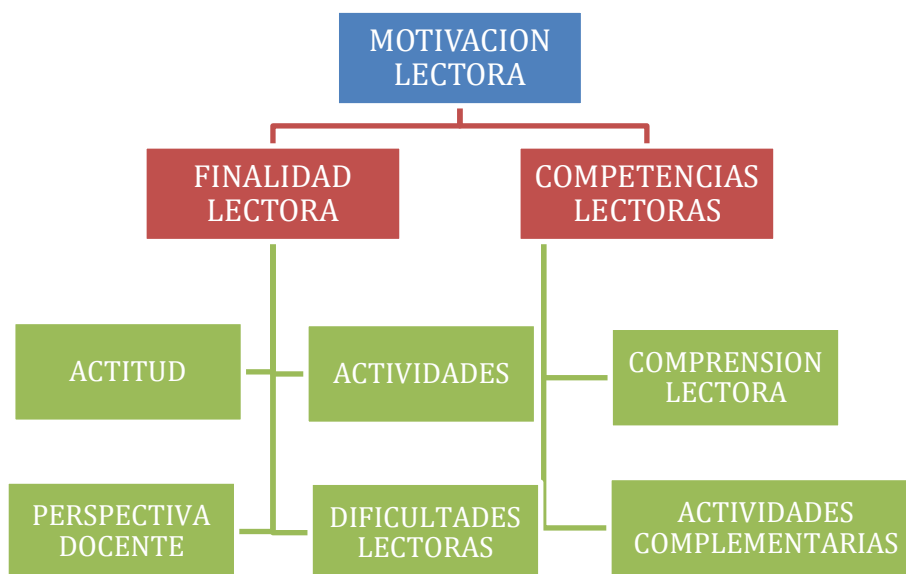 MOTIVACION
LECTORA
FINALIDAD
LECTORA
COMPETENCIAS
LECTORAS
ACTITUD
ACTIVIDADES
COMPRENSION
LECTORA
PERSPECTIVA
DOCENTE
DIFICULTADES
LECTORAS
ACTIVIDADES
COMPLEMENTARIAS